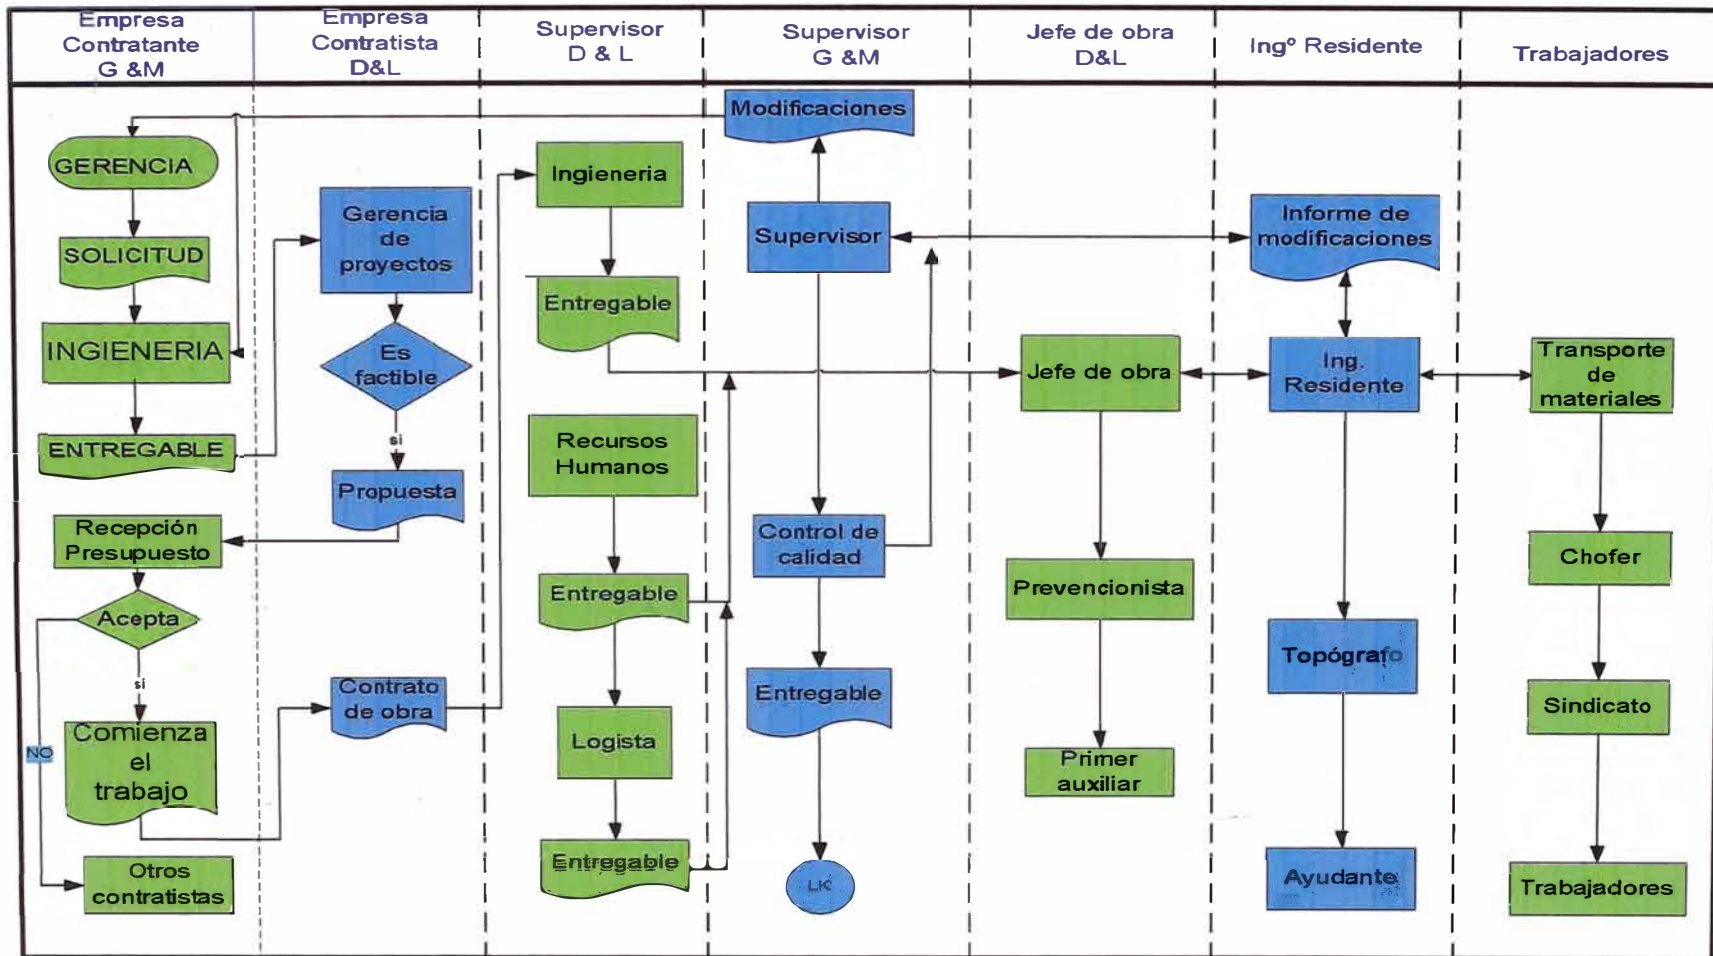 Empresa
Contratante
G &M
Empresa
Contratista
D&L
Supervisor
D & L
Supervisor
G &M
Jefe de obra
D&L
Ingº Residente
Trabajadores
GERENCIA
SOLICITUD
INGIENERIA
ENTREGABLE
Recepción
Presupuesto
Acepta
si
NO
Comienza
el
trabajo
Otros
contratistas
Gerencia
de
proyectos
Es
factible
si
Propuesta
Contrato
de obra
Ingieneria
Entregable
Recursos
Humanos
Entregable
Logista
Entregable
Modificaciones
Supervisor
Control de
calidad
Entregable
LK
Jefe de obra
Prevencionista
Primer
auxiliar
Informe de
modificaciones
Ing.
Residente
Topógrafo
Ayudante
Transporte
de
materiales
Chofer
Sindicato
Trabajadores